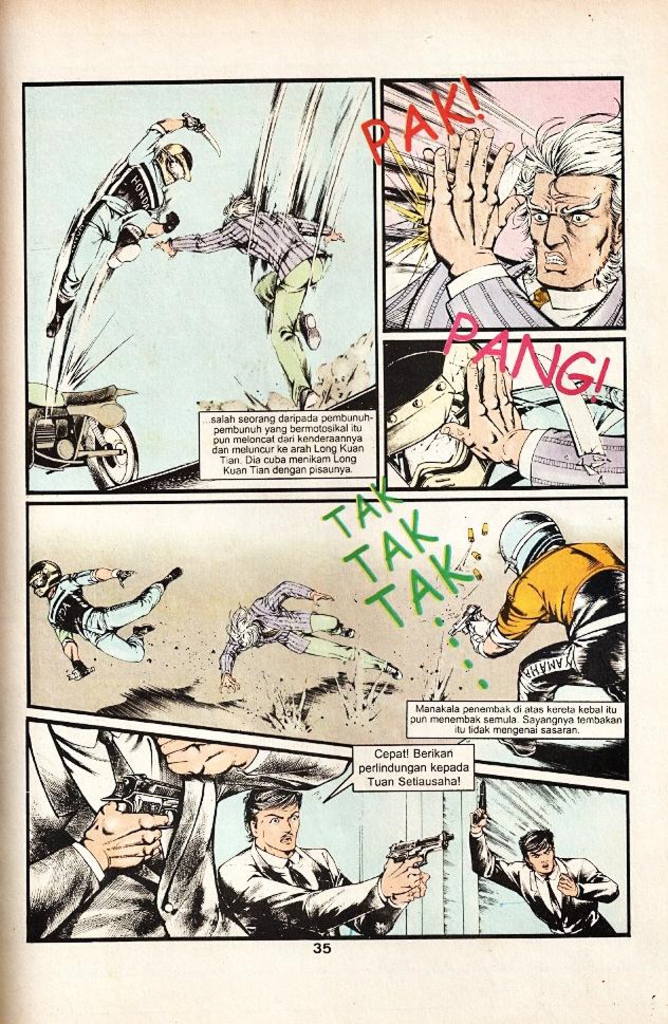 HONDA
PAK!
PANG!
...salah seorang daripada pembunuh-
pembunuh yang bermotosikal itu
pun meloncat dari kenderaannya
dan meluncur ke arah Long Kuan
Tian. Dia cuba menikam Long
Kuan Tian dengan pisaunya.
TAK
TAK
TAK
YAMAHA
Manakala penembak di atas kereta kebal itu
pun menembak semula. Sayangnya tembakan
itu tidak mengenai sasaran.
Cepat! Berikan
perlindungan kepada
Tuan Setiausaha!
35